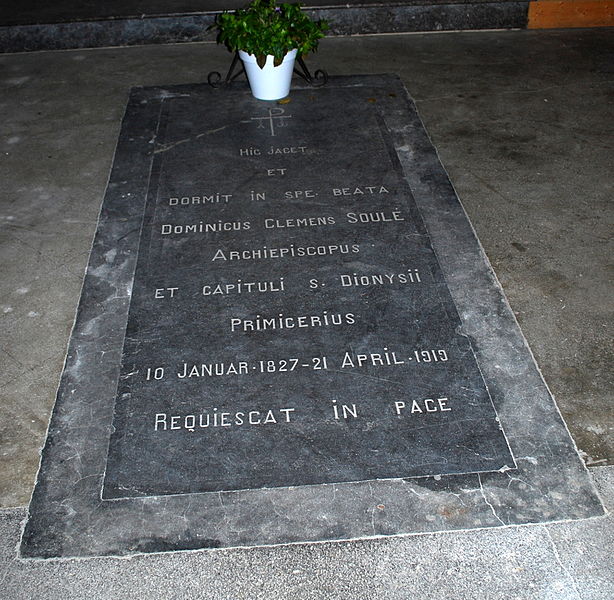 Hic jacet
et
dormit in spe. beata
Dominicus Clemens Soulé
Archiepiscopus
et capituli s. Dionysii
Primicerius
10 Januar·1827-21 April·1919
Requiescat in pace